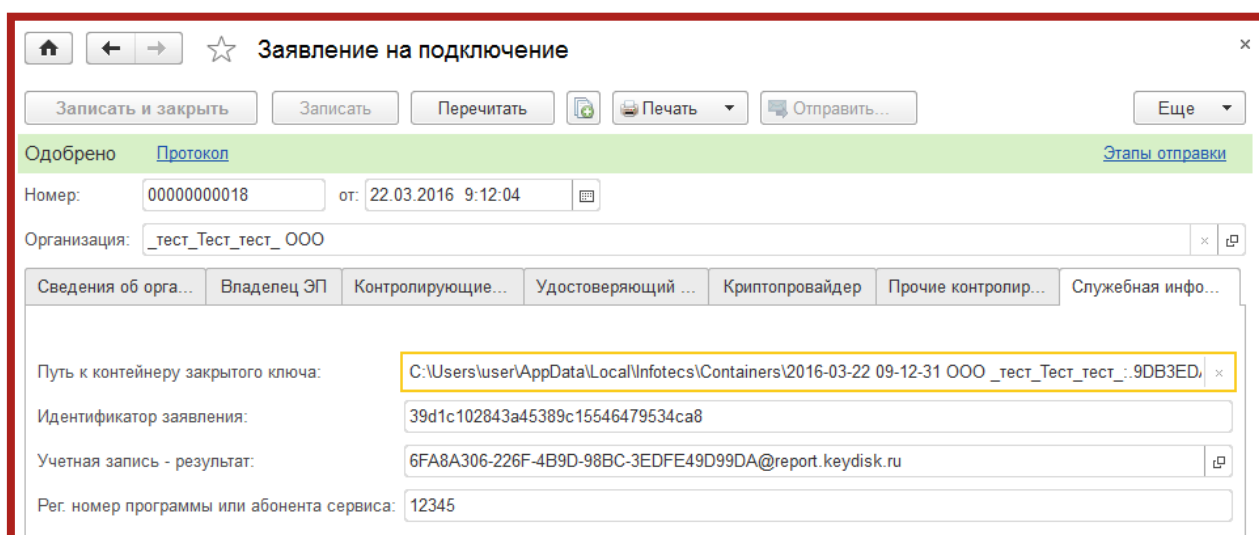 Заявление на подключение
Записать и закрыть Записать Перечитать Печать Отправить... Еще
Одобрено Протокол Этапы отправки
Номер: 00000000018 от: 22.03.2016 9:12:04
Организация: _тест_Тест_тест_ ООО
Сведения об орга... Владелец ЭП Контролирующие... Удостоверяющий ... Криптопровайдер Прочие контролир... Служебная инфо...
Путь к контейнеру закрытого ключа: C:\Users\user\AppData\Local\Infotecs\Containers\2016-03-22 09-12-31 ООО _тест_Тест_тест_:.9DB3ED
Идентификатор заявления: 39d1c102843a45389c15546479534ca8
Учетная запись - результат: 6FA8A306-226F-4B9D-98BC-3EDFE49D99DA@report.keydisk.ru
Рег. номер программы или абонента сервиса: 12345